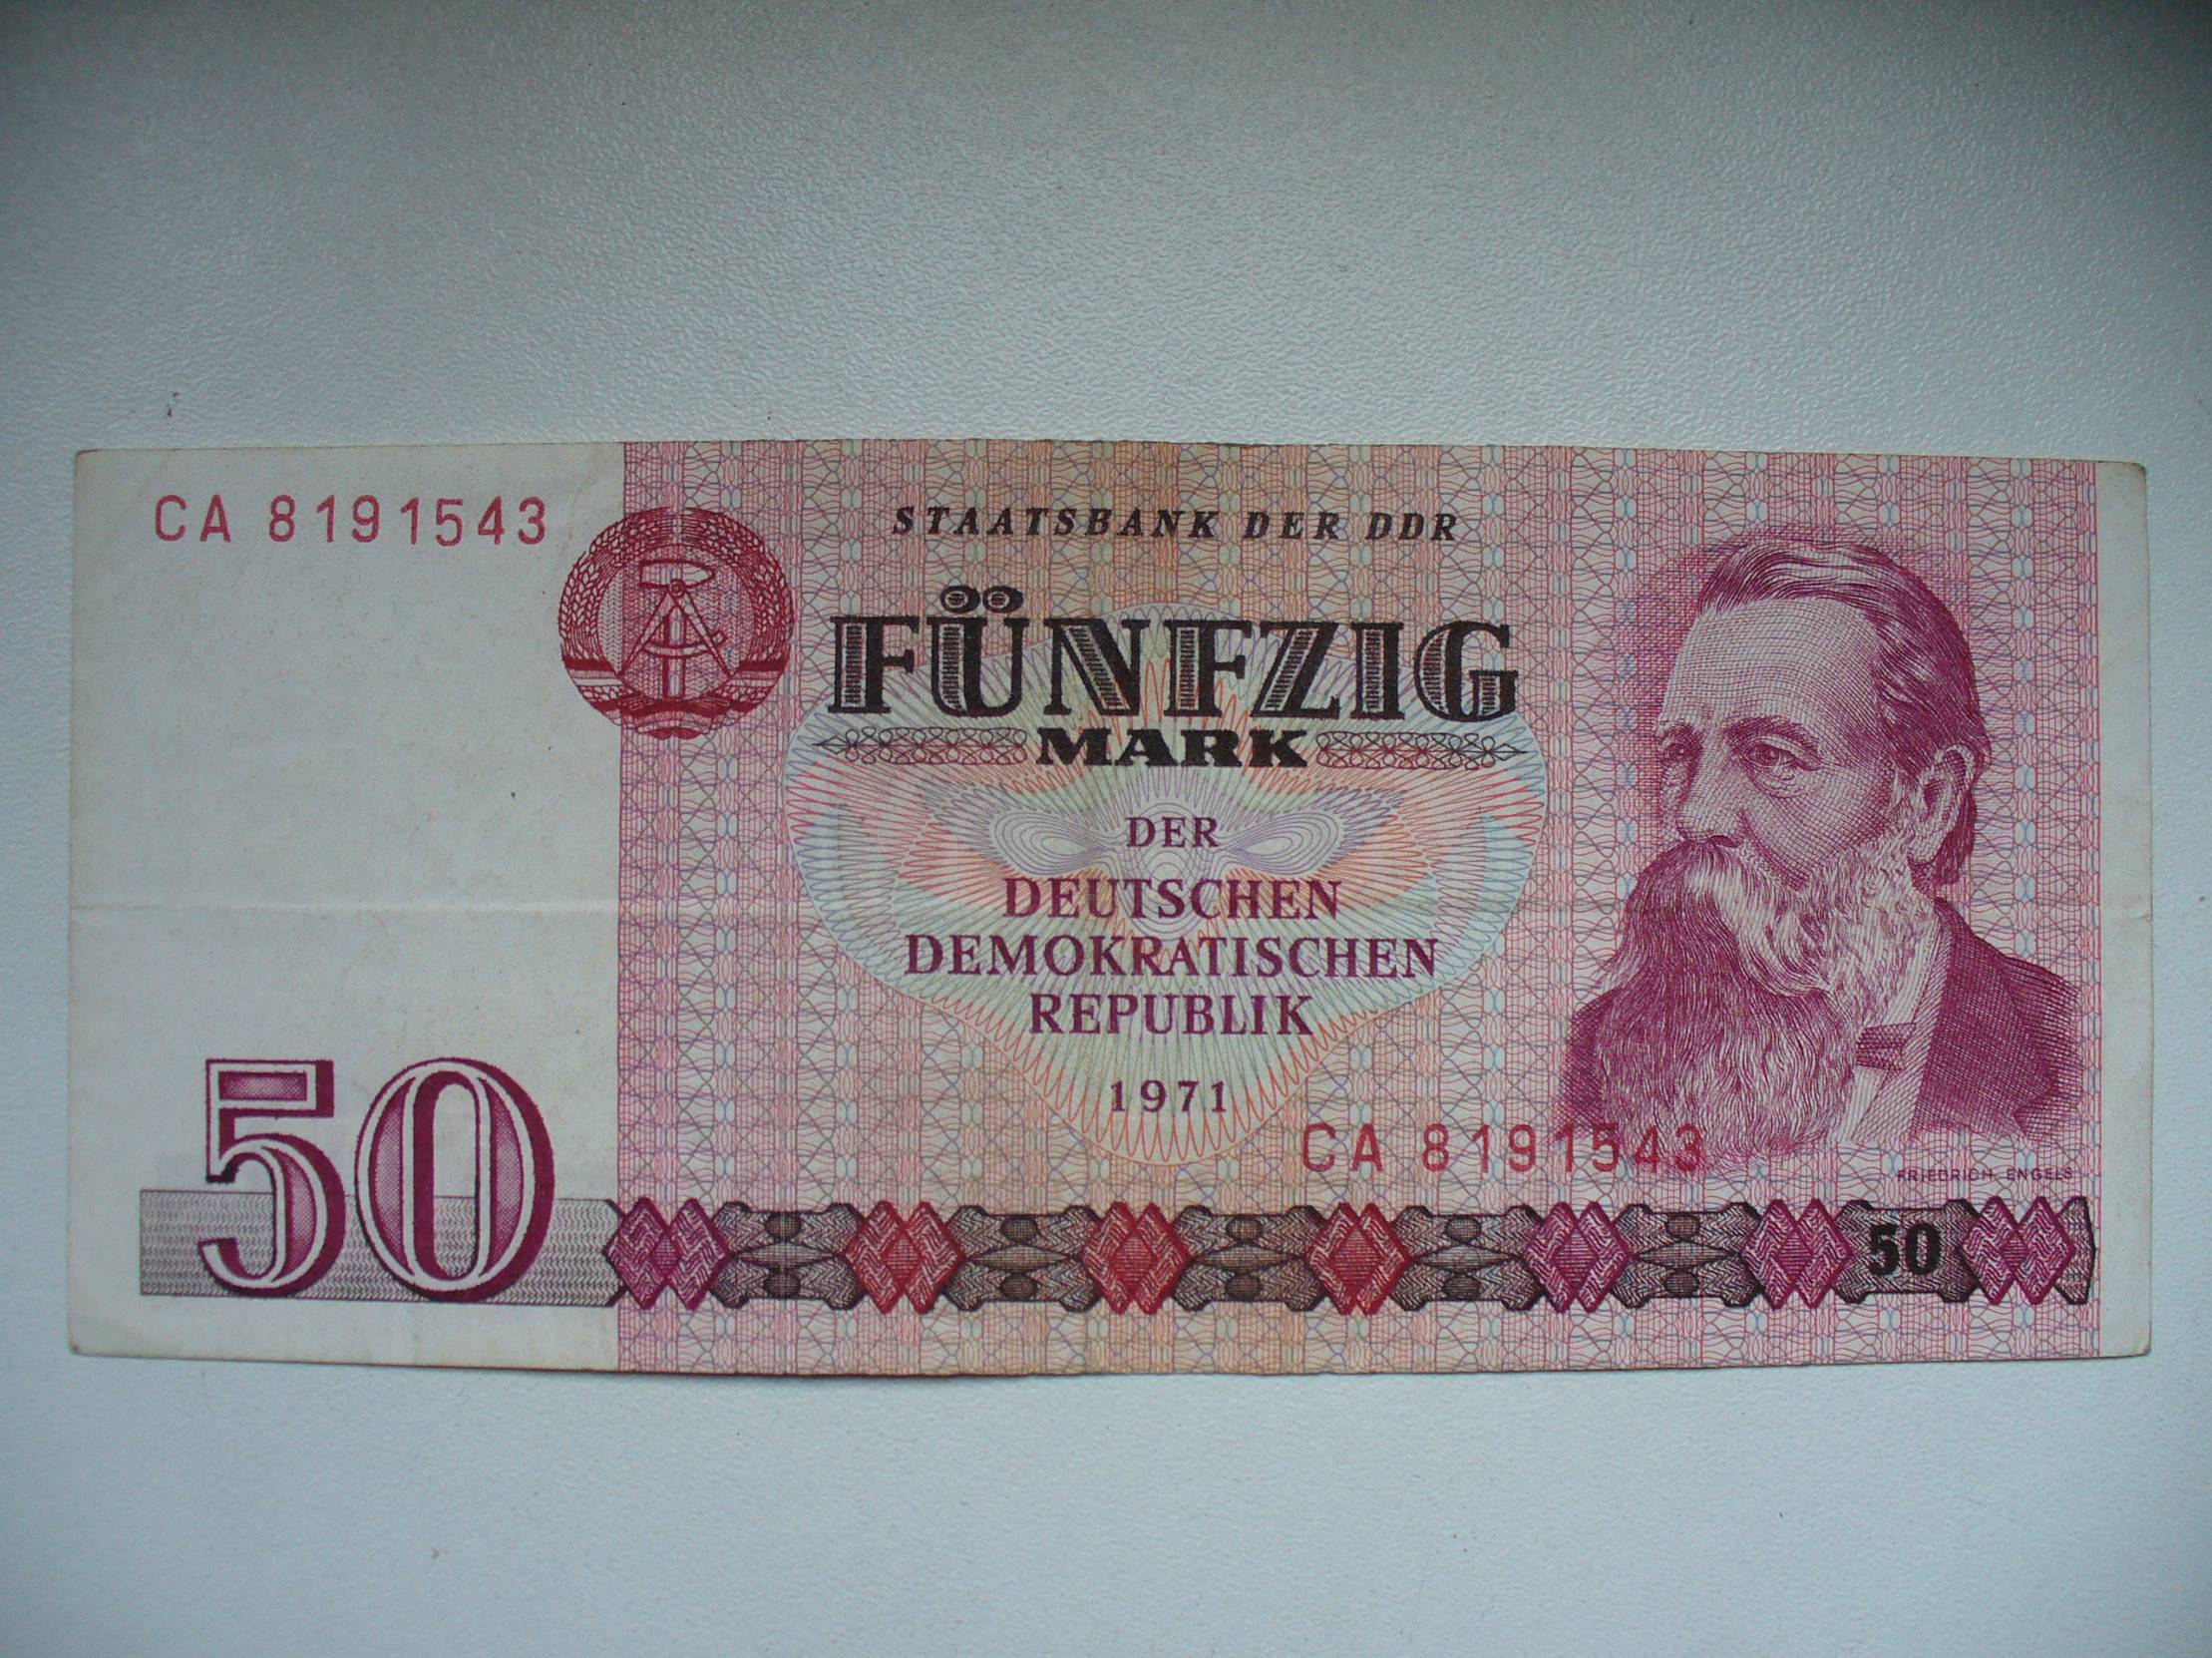 CA 8191543
STAATSBANK DER DDR
FÜNFZIG
MARK
DER
DEUTSCHEN
DEMOKRATISCHEN
REPUBLIK
1971
CA 8191543
FRIEDRICH ENGELS
50
50